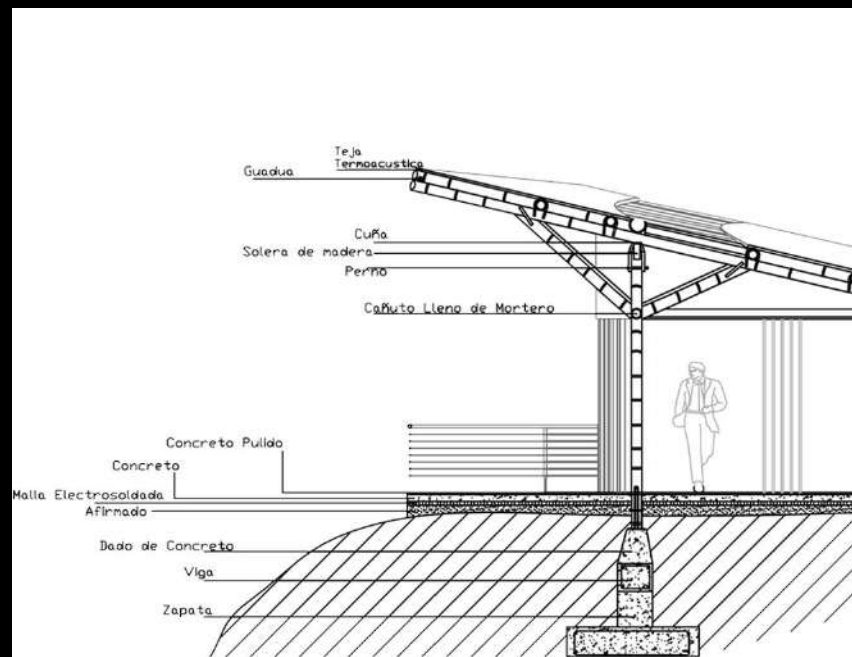 Teja
Termoacustica
Guadua
Cuña
Solera de madera
Perno
Cañuto Lleno de Mortero
Concreto Pulido
Concreto
Malla Electrosoldada
Afirmado
Dado de Concreto
Viga
Zapata